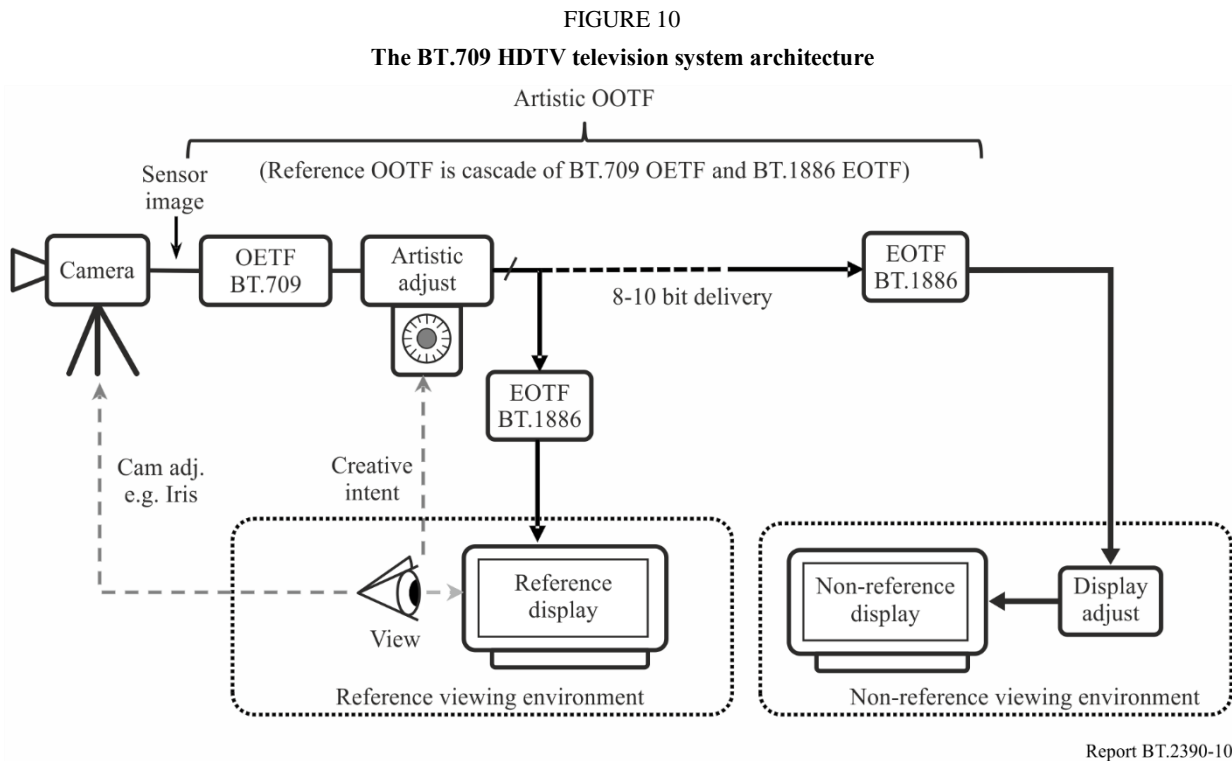 FIGURE 10
The BT.709 HDTV television system architecture
Artistic OOTF
(Reference OOTF is cascade of BT.709 OETF and BT.1886 EOTF)
Sensor
image
Camera
OETF
BT.709
Artistic
adjust
8-10 bit delivery
EOTF
BT.1886
EOTF
BT.1886
Cam adj.
e.g. Iris
Creative
intent
View
Reference
display
Reference viewing environment
Non-reference
display
Display
adjust
Non-reference viewing environment
Report BT.2390-10